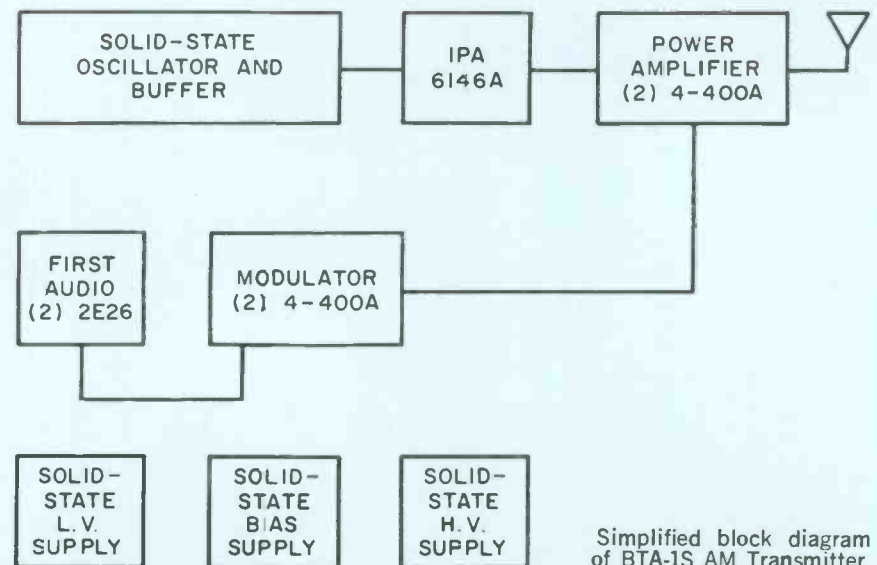 SOLID-STATE
OSCILLATOR AND
BUFFER
IPA
6146A
POWER
AMPLIFIER
(2) 4-400A
FIRST
AUDIO
(2) 2E26
MODULATOR
(2) 4-400A
SOLID-
STATE
L.V.
SUPPLY
SOLID-
STATE
BIAS
SUPPLY
SOLID-
STATE
H.V.
SUPPLY
Simplified block diagram
of BTA-1S AM Transmitter.